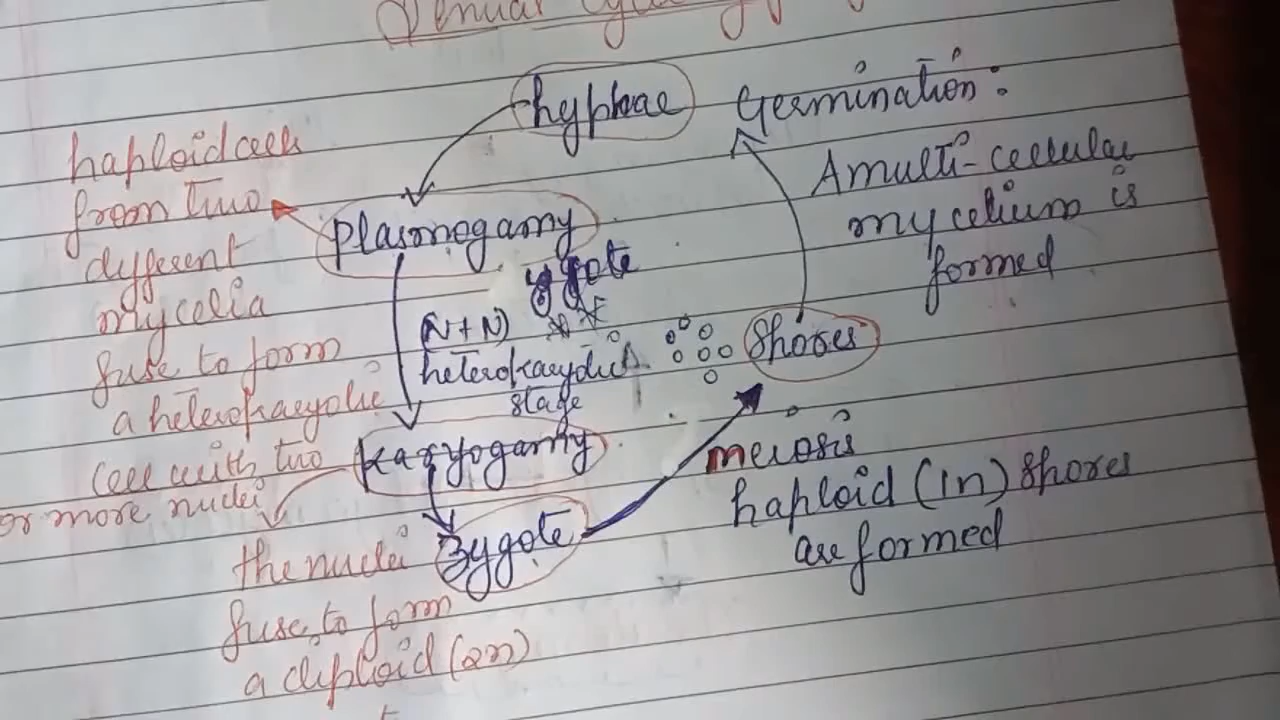 hyphae
Germination:
A multi-cellular
mycelium is
formed
haploid cells
from two
different
mycelia
fuse to form
a heterokaryotic
cell with two
or more nuclei
Plasmogamy
(N+N)
heterokaryotic
stage
Spores
Karyogamy
Zygote
meiosis
haploid (1n) spores
are formed
the nuclei
fuse to form
a diploid (2n)